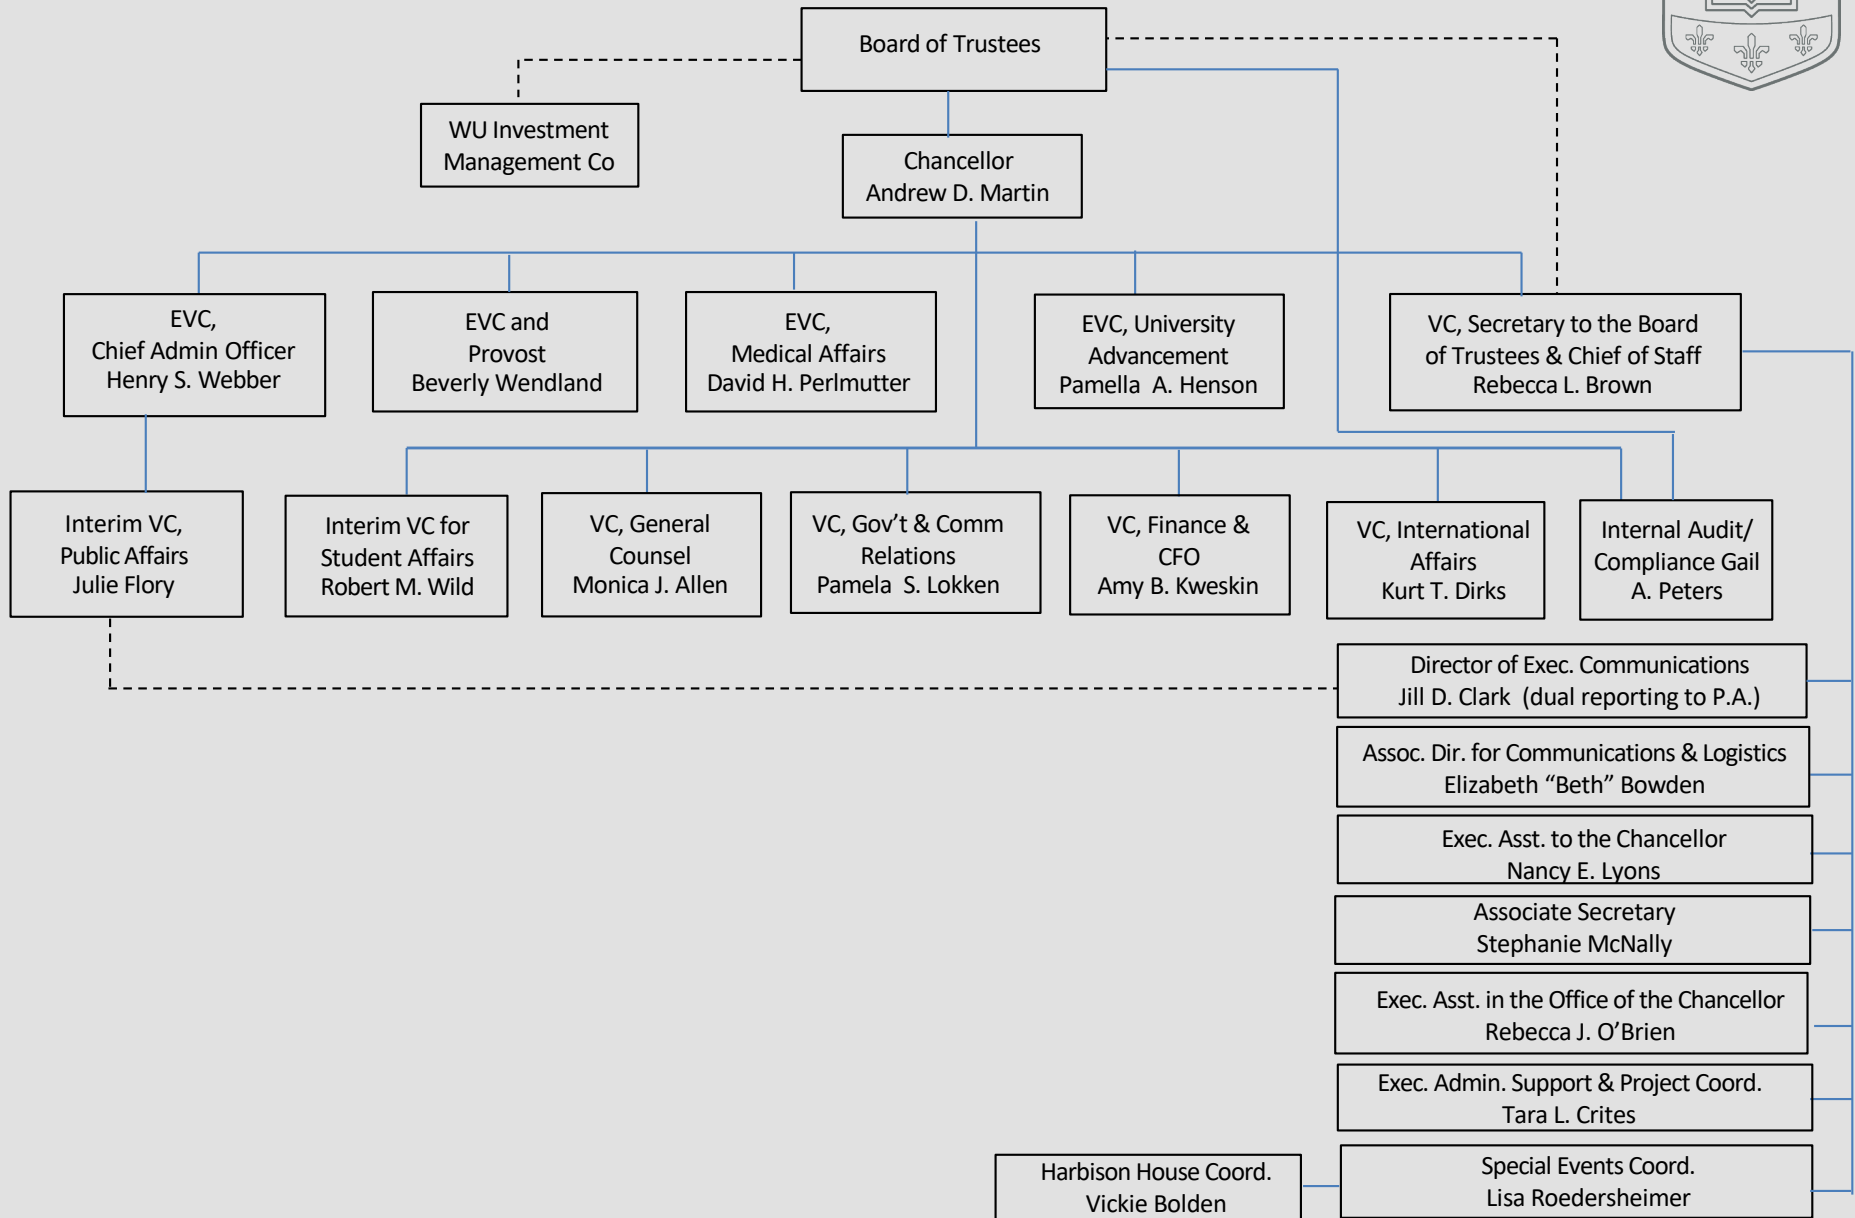 Board of Trustees
WU Investment
Management Co
Chancellor
Andrew D. Martin
EVC,
Chief Admin Officer
Henry S. Webber
EVC and
Provost
Beverly Wendland
EVC,
Medical Affairs
David H. Perlmutter
EVC, University
Advancement
Pamella A. Henson
VC, Secretary to the Board
of Trustees & Chief of Staff
Rebecca L. Brown
Interim VC,
Public Affairs
Julie Flory
Interim VC for
Student Affairs
Robert M. Wild
VC, General
Counsel
Monica J. Allen
VC, Gov’t & Comm
Relations
Pamela S. Lokken
VC, Finance &
CFO
Amy B. Kweskin
VC, International
Affairs
Kurt T. Dirks
Internal Audit/
Compliance Gail
A. Peters
Director of Exec. Communications
Jill D. Clark (dual reporting to P.A.)
Assoc. Dir. for Communications & Logistics
Elizabeth “Beth” Bowden
Exec. Asst. to the Chancellor
Nancy E. Lyons
Associate Secretary
Stephanie McNally
Exec. Asst. in the Office of the Chancellor
Rebecca J. O’Brien
Exec. Admin. Support & Project Coord.
Tara L. Crites
Harbison House Coord.
Vickie Bolden
Special Events Coord.
Lisa Roedersheimer